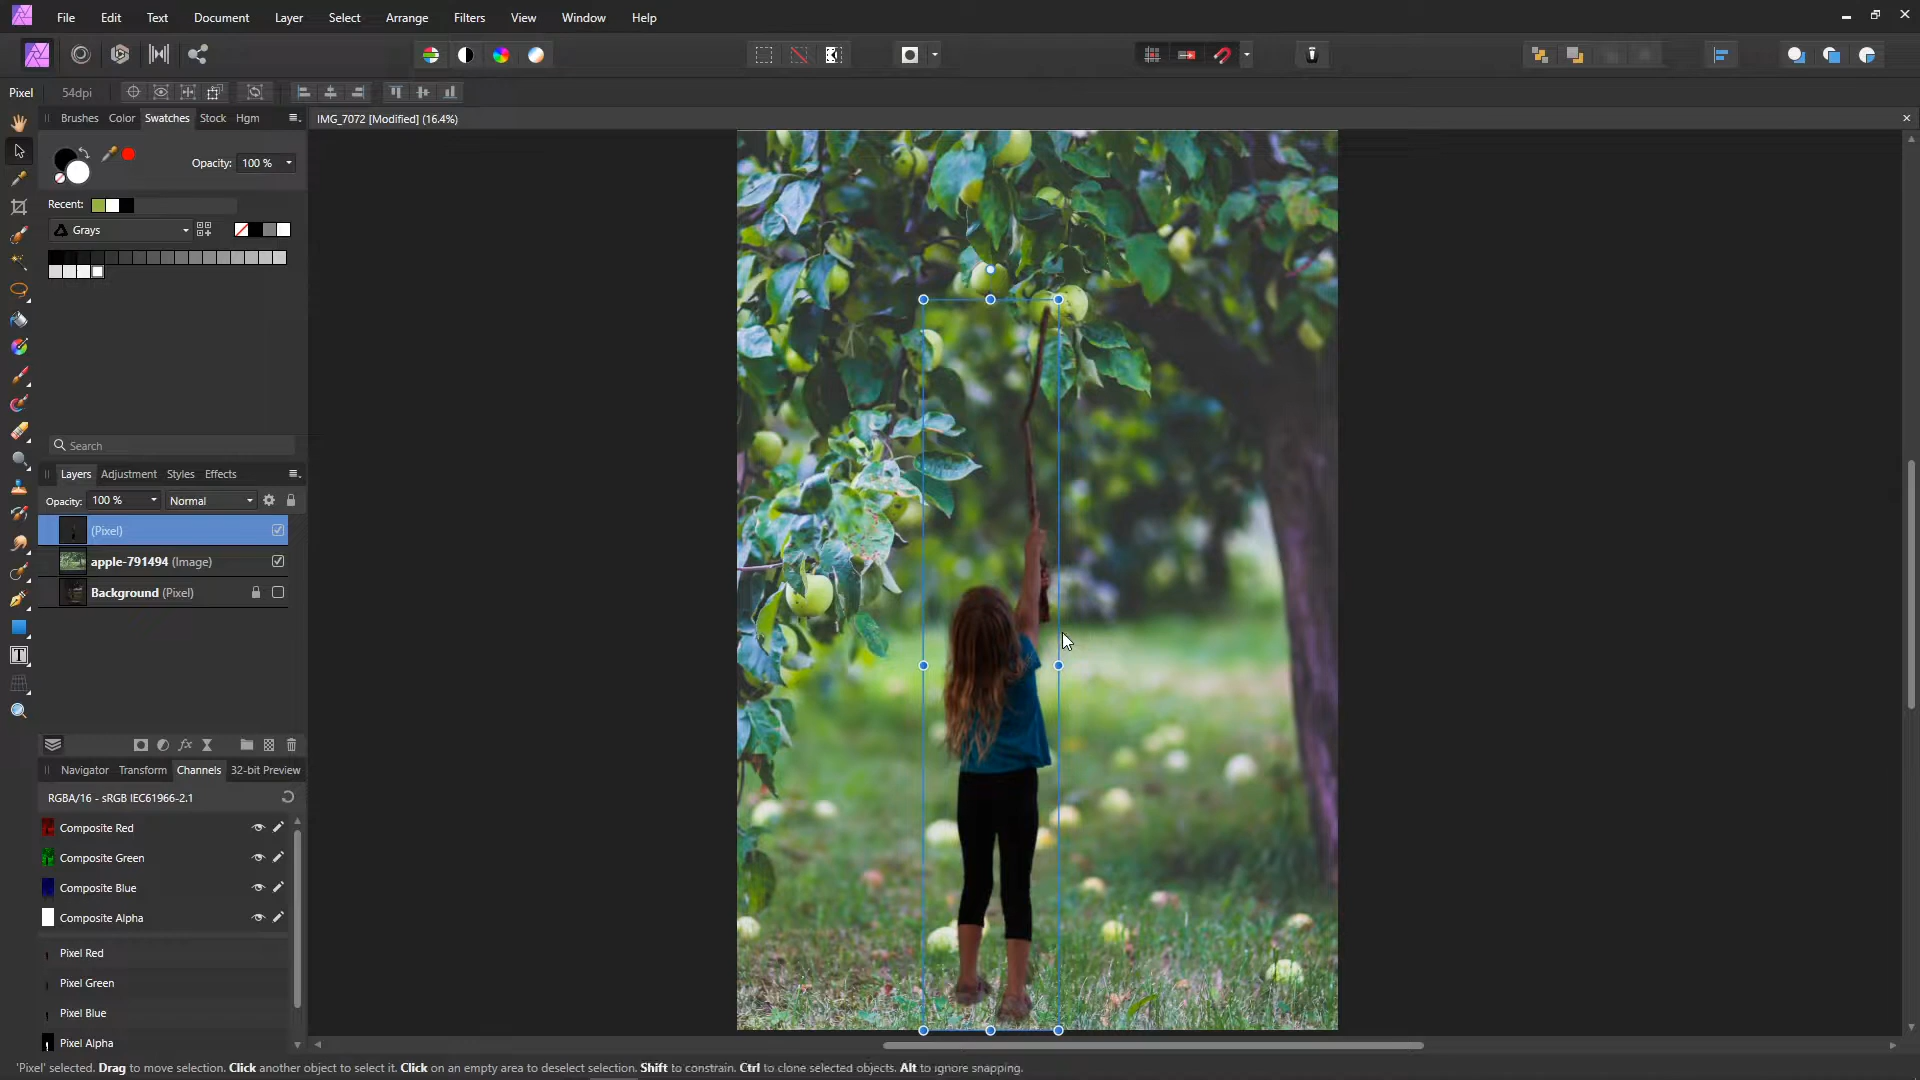 File Edit Text Document Layer Select Arrange Filters View Window Help
Pixel 54dpi
Brushes Color Swatches Stock Hgm
IMG_7072 [Modified] (16.4%)
Opacity: 100 %
Recent:
Grays
Search
Layers Adjustment Styles Effects
Opacity: 100 % Normal
(Pixel)
apple-791494 (Image)
Background (Pixel)
Navigator Transform Channels 32-bit Preview
RGBA/16 - sRGB IEC61966-2.1
Composite Red
Composite Green
Composite Blue
Composite Alpha
Pixel Red
Pixel Green
Pixel Blue
Pixel Alpha
'Pixel' selected. Drag to move selection. Click another object to select it. Click on an empty area to deselect selection. Shift to constrain. Ctrl to clone selected objects. Alt to ignore snapping.